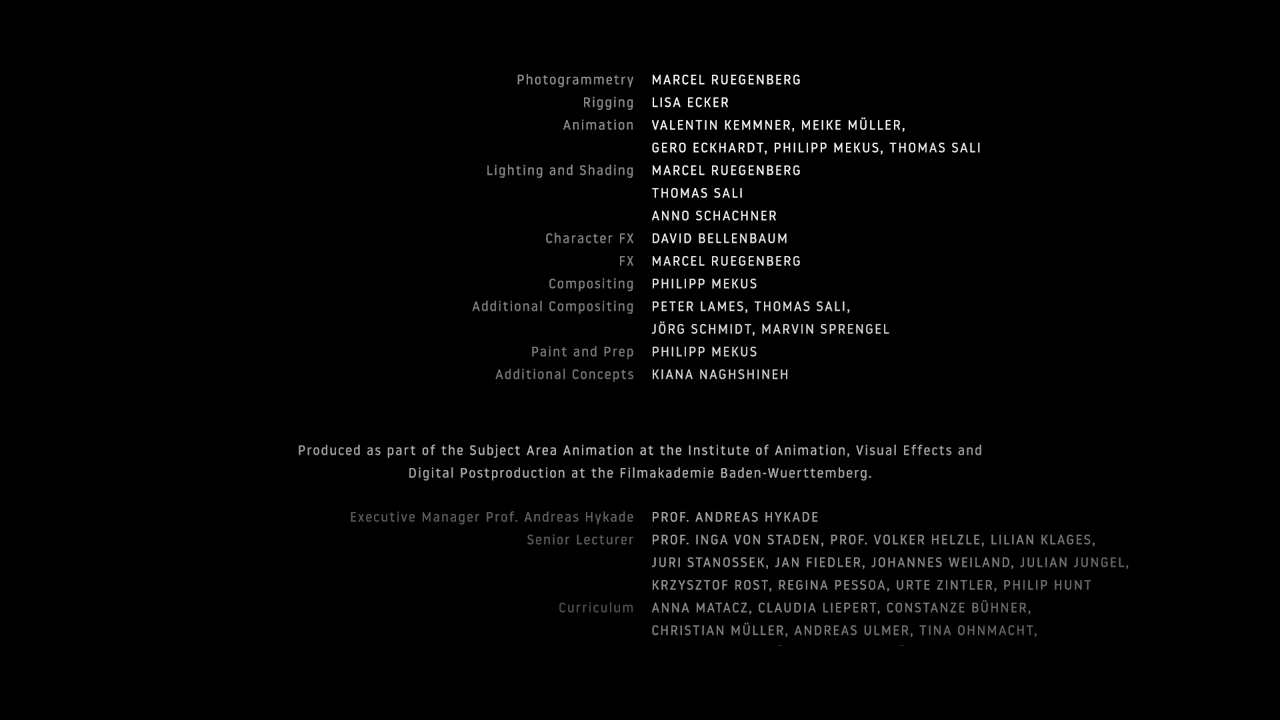 Photogrammetry MARCEL RUEGENBERG
Rigging LISA ECKER
Animation VALENTIN KEMMNER, MEIKE MÜLLER,
GERO ECKHARDT, PHILIPP MEKUS, THOMAS SALI
Lighting and Shading MARCEL RUEGENBERG
THOMAS SALI
ANNO SCHACHNER
Character FX DAVID BELLENBAUM
FX MARCEL RUEGENBERG
Compositing PHILIPP MEKUS
Additional Compositing PETER LAMES, THOMAS SALI,
JÖRG SCHMIDT, MARVIN SPRENGEL
Paint and Prep PHILIPP MEKUS
Additional Concepts KIANA NAGHSHINEH
Produced as part of the Subject Area Animation at the Institute of Animation, Visual Effects and
Digital Postproduction at the Filmakademie Baden-Wuerttemberg.
Executive Manager Prof. Andreas Hykade PROF. ANDREAS HYKADE
Senior Lecturer PROF. INGA VON STADEN, PROF. VOLKER HELZLE, LILIAN KLAGES,
JURI STANOSSEK, JAN FIEDLER, JOHANNES WEILAND, JULIAN JUNGEL,
KRZYSZTOF ROST, REGINA PESSOA, URTE ZINTLER, PHILIP HUNT
Curriculum ANNA MATACZ, CLAUDIA LIEPERT, CONSTANZE BÜHNER,
CHRISTIAN MÜLLER, ANDREAS ULMER, TINA OHNMACHT,